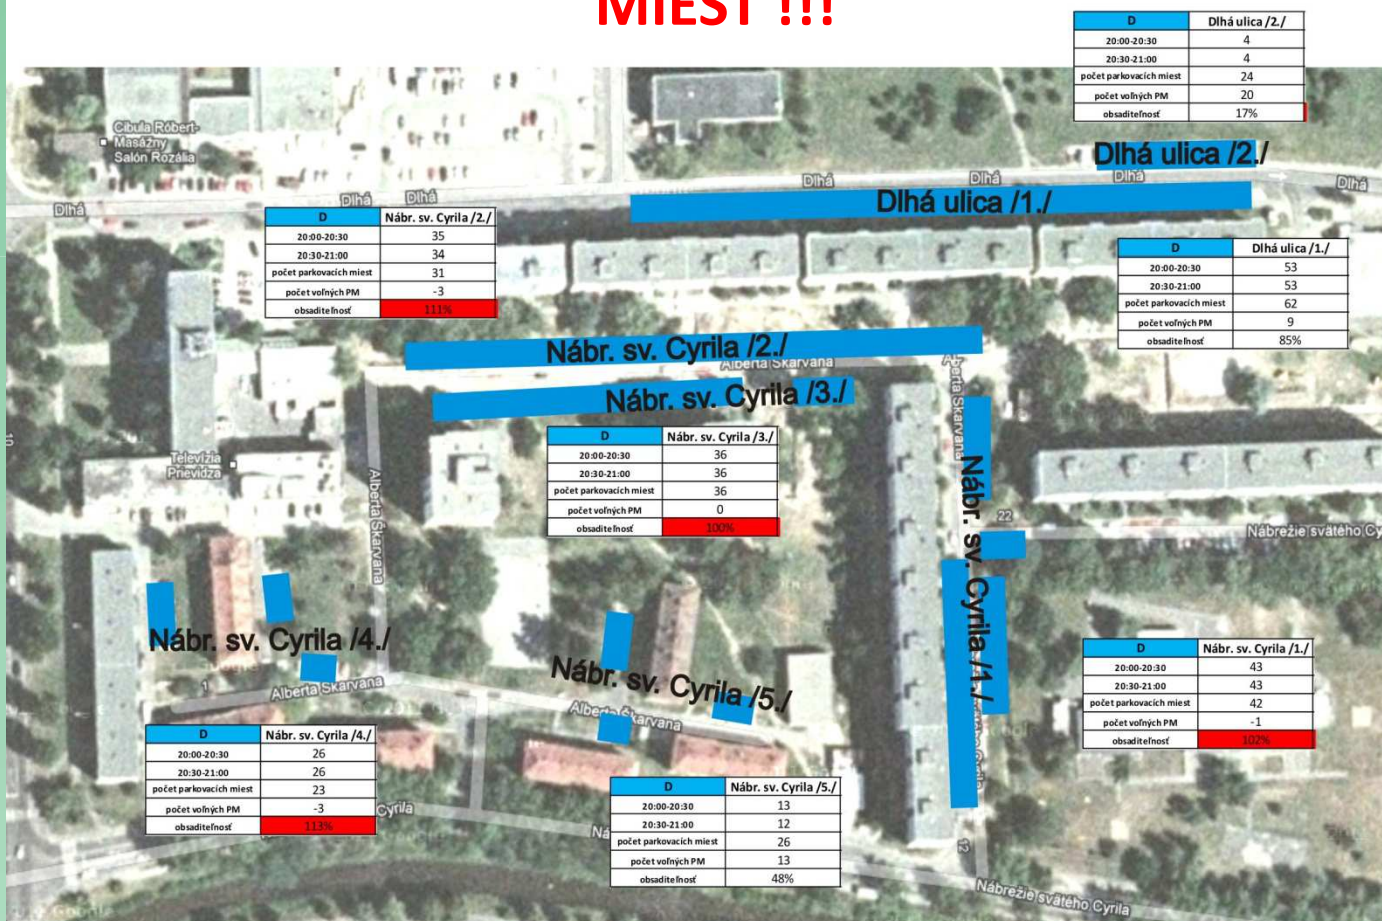 MIEST !!!
D Dlhá ulica /2./
20:00-20:30 4
20:30-21:00 4
počet parkovacích miest 24
počet voľných PM 20
obsaditeľnosť 17%
Cibula Róbert-
Masážny
Salón Rozália
Dlhá ulica /2./
Dlhá Dlhá Dlhá Dlhá
Dlhá Dlhá
Dlhá
Dlhá ulica /1./
D Nábr. sv. Cyrila /2./
20:00-20:30 35
20:30-21:00 34
počet parkovacích miest 31
počet voľných PM -3
obsaditeľnosť 111%
D Dlhá ulica /1./
20:00-20:30 53
20:30-21:00 53
počet parkovacích miest 62
počet voľných PM 9
obsaditeľnosť 85%
Nábr. sv. Cyrila /2./
Alberta Škarvana
Alberta Škarvana
Nábr. sv. Cyrila /3./
D Nábr. sv. Cyrila /3./
20:00-20:30 36
20:30-21:00 36
počet parkovacích miest 36
počet voľných PM 0
obsaditeľnosť 100%
Televízia
Prievidza
Alberta Škarvana
22
Nábrežie svätého Cy
Nábr. sv. Cyrila /1./
Nábr. sv. Cyrila /4./
1
Alberta Škarvana
Nábr. sv. Cyrila /5./
Alberta Škarvana
D Nábr. sv. Cyrila /1./
20:00-20:30 43
20:30-21:00 43
počet parkovacích miest 42
počet voľných PM -1
obsaditeľnosť 102%
D Nábr. sv. Cyrila /4./
20:00-20:30 26
20:30-21:00 26
počet parkovacích miest 23
počet voľných PM -3
obsaditeľnosť 113%
D Nábr. sv. Cyrila /5./
20:00-20:30 13
20:30-21:00 12
počet parkovacích miest 26
počet voľných PM 13
obsaditeľnosť 48%
Cyrila
Ná
12
Nábrežie svätého Cyrila
Google